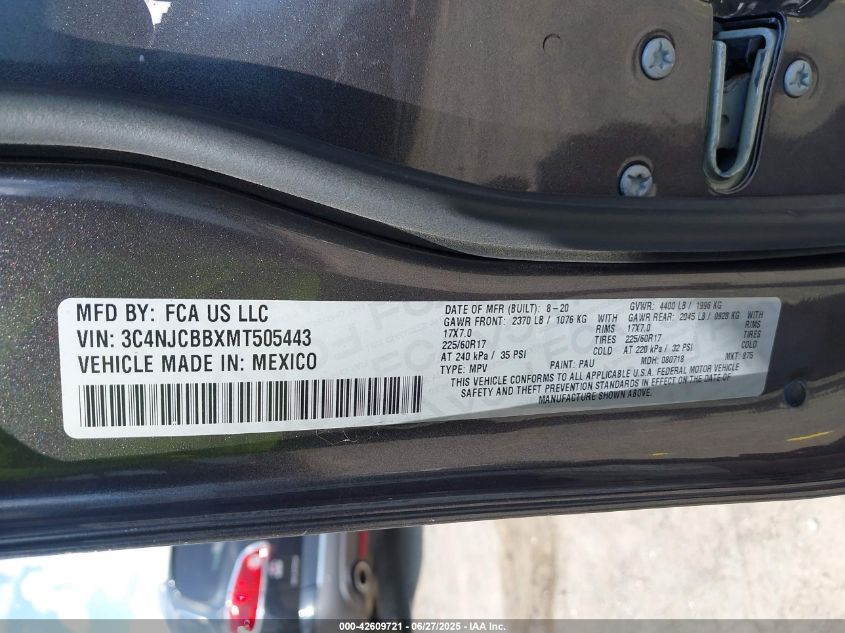 MFD BY: FCA US LLC
VIN: 3C4NJCBBXMT505443
VEHICLE MADE IN: MEXICO
DATE OF MFR (BUILT): 8-20 GVWR: 4400 LB / 1996 KG
GAWR FRONT: 2370 LB / 1076 KG WITH GAWR REAR: 2045 LB / 0928 KG WITH
17X7.0 RIMS 17X7.0 RIMS
225/60R17 TIRES 225/60R17 TIRES
AT 240 kPa / 35 PSI COLD AT 220 kPa / 32 PSI COLD
TYPE: MPV PAINT: PAU MDH: 080718 MKT: 875
THIS VEHICLE CONFORMS TO ALL APPLICABLE U.S.A. FEDERAL MOTOR VEHICLE
SAFETY AND THEFT PREVENTION STANDARDS IN EFFECT ON THE DATE OF
MANUFACTURE SHOWN ABOVE.
000-42609721 - 06/27/2025 - IAA Inc.